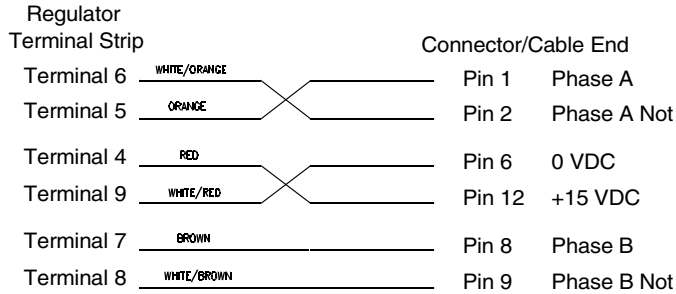 Regulator
Terminal Strip
Connector/Cable End
Terminal 6 WHITE/ORANGE Pin 1 Phase A
Terminal 5 ORANGE Pin 2 Phase A Not
Terminal 4 RED Pin 6 0 VDC
Terminal 9 WHITE/RED Pin 12 +15 VDC
Terminal 7 BROWN Pin 8 Phase B
Terminal 8 WHITE/BROWN Pin 9 Phase B Not